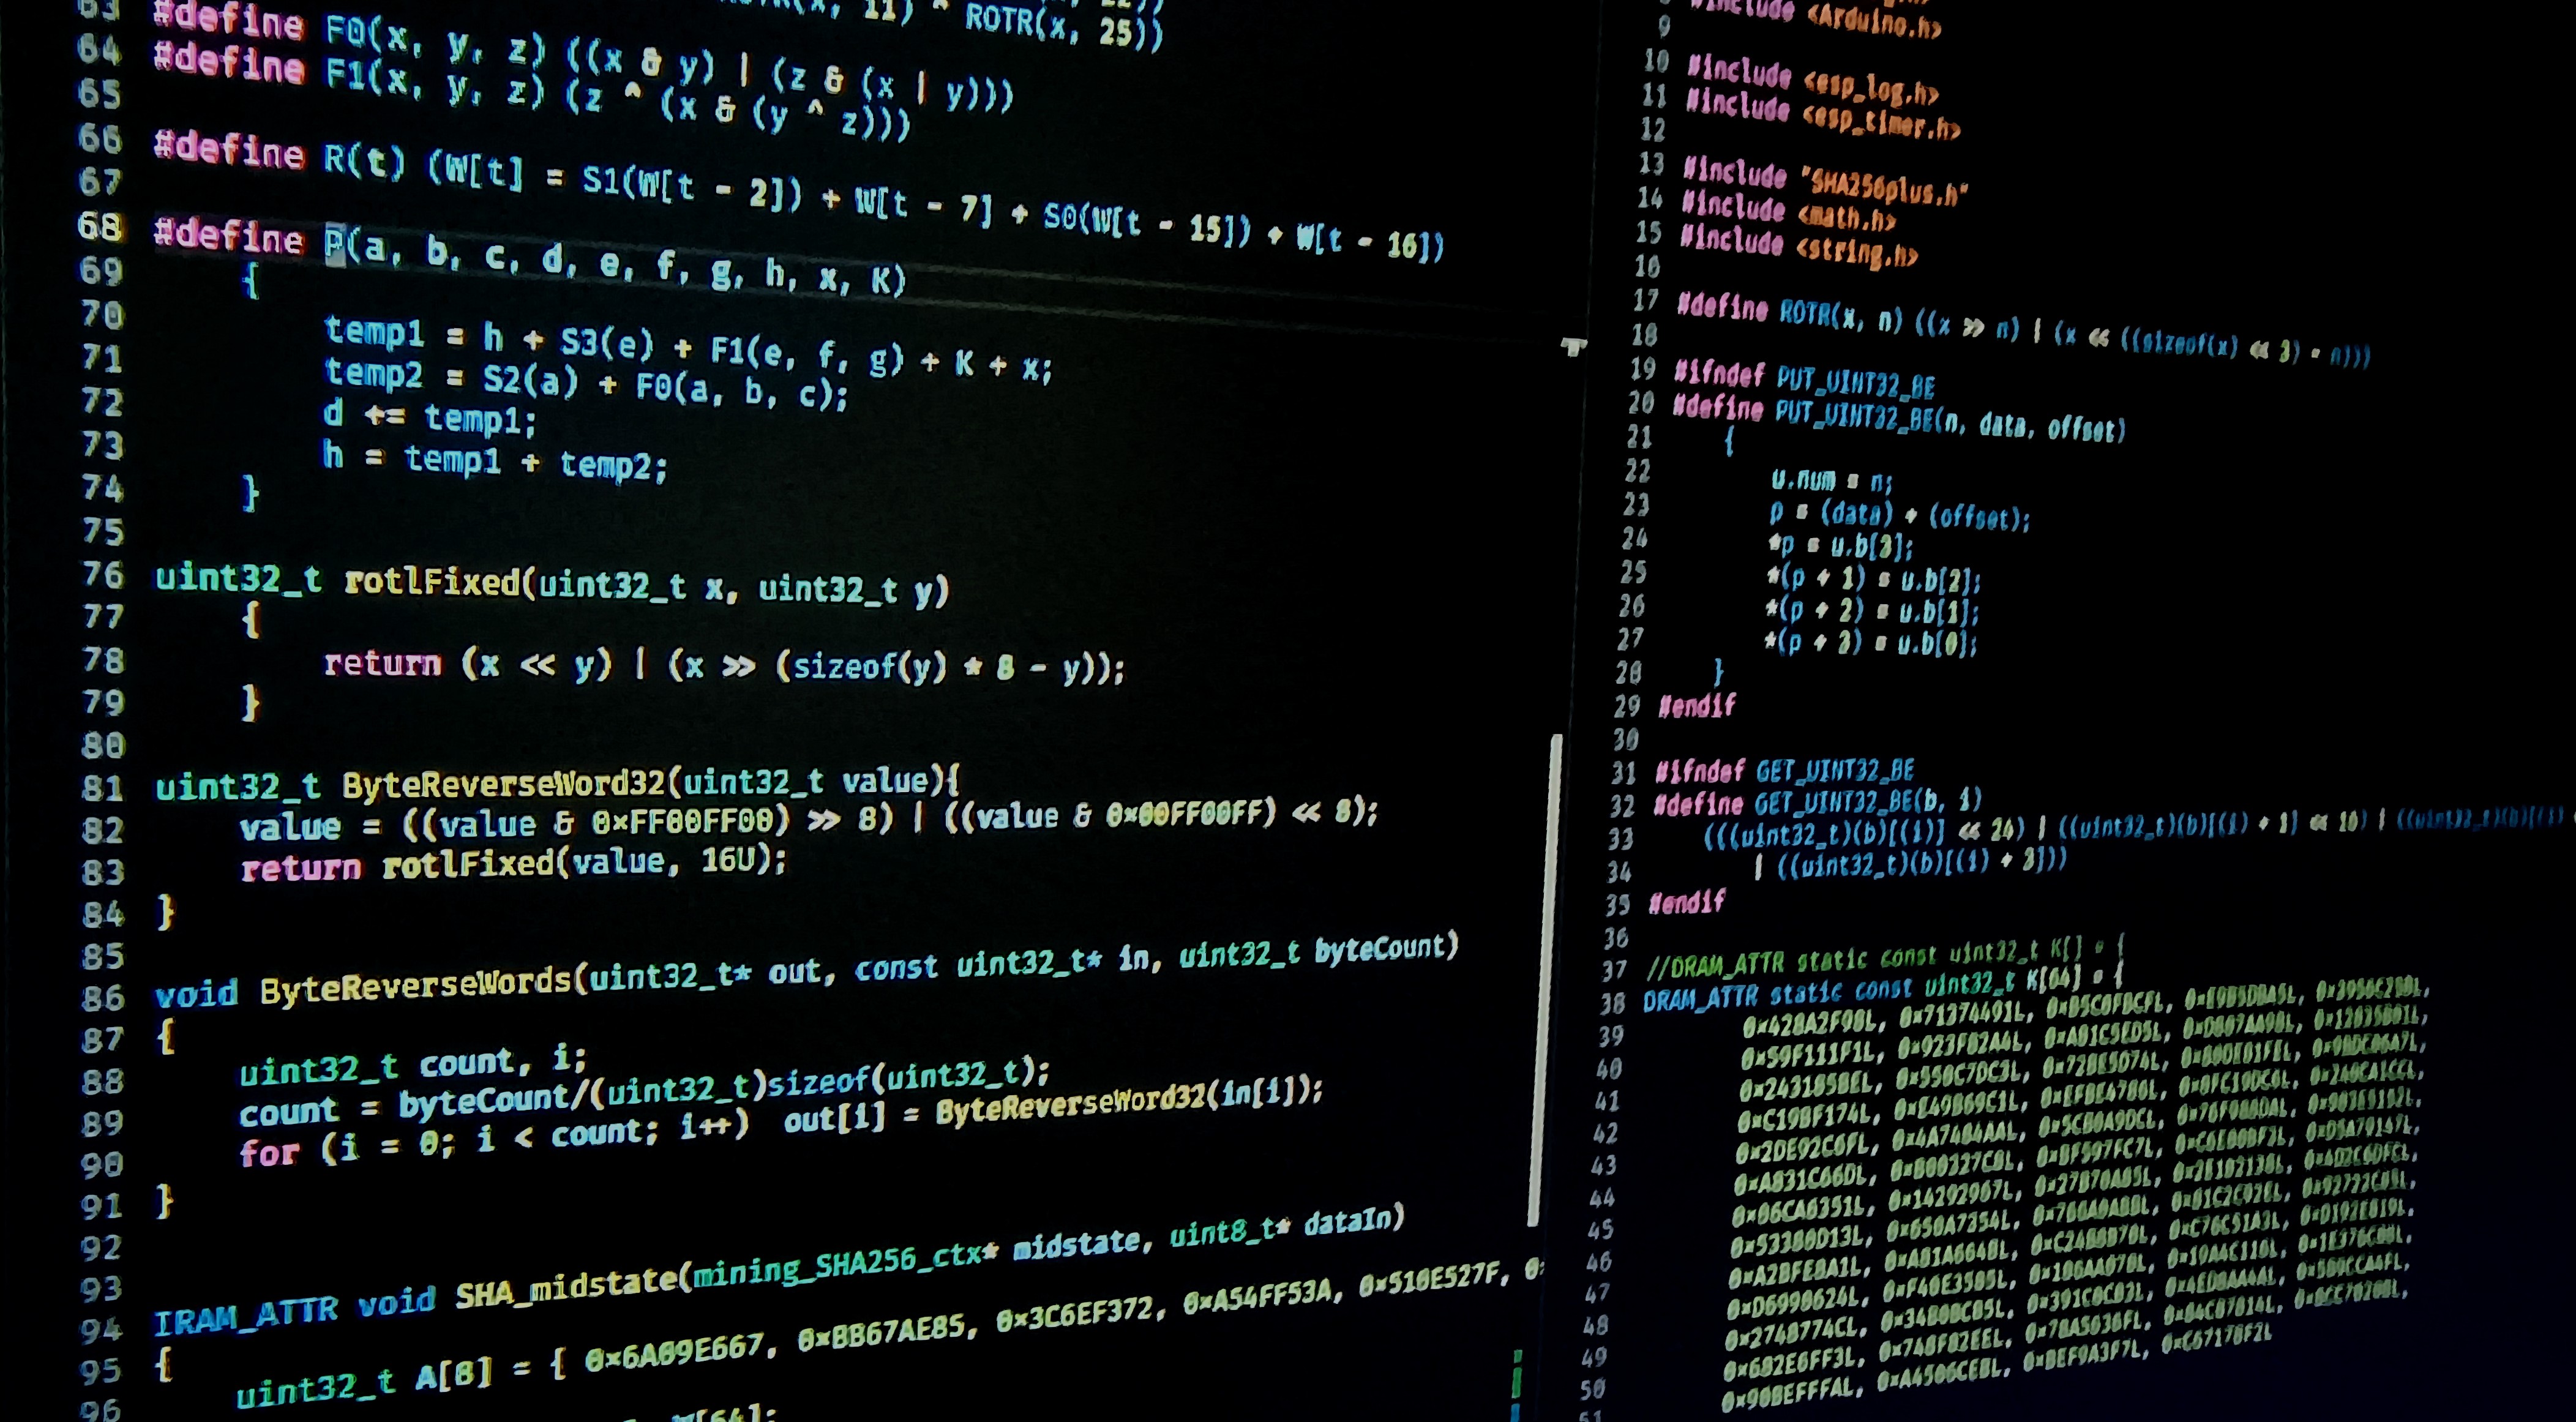 63 #define F0(x, y, z) ((x & y) | (z & (x | y)))
64 #define F1(x, y, z) (z ^ (x & (y ^ z)))
65
66 #define R(t) (W[t] = S1(W[t - 2]) + W[t - 7] + S0(W[t - 15]) + W[t - 16])
67
68 #define P(a, b, c, d, e, f, g, h, x, K)
69 {
70
71 temp1 = h + S3(e) + F1(e, f, g) + K + x;
72 temp2 = S2(a) + F0(a, b, c);
73 d += temp1;
74 h = temp1 + temp2;
}
75
76 uint32_t rotlFixed(uint32_t x, uint32_t y)
77 {
78 return (x << y) | (x >> (sizeof(y) * 8 - y));
79 }
80
81 uint32_t ByteReverseWord32(uint32_t value){
82 value = ((value & 0xFF00FF00) >> 8) | ((value & 0x00FF00FF) << 8);
83 return rotlFixed(value, 16U);
84 }
85
86 void ByteReverseWords(uint32_t* out, const uint32_t* in, uint32_t byteCount)
87 {
88 uint32_t count, i;
89 count = byteCount/(uint32_t)sizeof(uint32_t);
90 for (i = 0; i < count; i++) out[i] = ByteReverseWord32(in[i]);
91 }
92
93
94 IRAM_ATTR void SHA_midstate(mining_SHA256_ctx* midstate, uint8_t* dataIn)
95 {
96 uint32_t A[8] = { 0x6A09E667, 0xBB67AE85, 0x3C6EF372, 0xA54FF53A, 0x510E527F,
#include <Arduino.h>
9
10 #include <esp_log.h>
11 #include <esp_timer.h>
12
13 #include "SHA256plus.h"
14 #include <math.h>
15 #include <string.h>
16
17 #define ROTR(x, n) ((x >> n) | (x << ((sizeof(x) << 3) - n)))
18
19 #ifndef PUT_UINT32_BE
20 #define PUT_UINT32_BE(n, data, offset)
21 {
22 u.num = n;
23 p = (data) + (offset);
24 *p = u.b[3];
25 *(p + 1) = u.b[2];
26 *(p + 2) = u.b[1];
27 *(p + 3) = u.b[0];
28 }
29 #endif
30
31 #ifndef GET_UINT32_BE
32 #define GET_UINT32_BE(b, i)
33 (((uint32_t)(b)[(i)] << 24) | ((uint32_t)(b)[(i) + 1] << 16) |
34 | ((uint32_t)(b)[(i) + 3]))
35 #endif
36
37 //DRAM_ATTR static const uint32_t K[] = {
38 DRAM_ATTR static const uint32_t K[64] = {
39 0x428A2F98L, 0x71374491L, 0xB5C0FBCFL, 0xE9B5DBA5L, 0x3956C25BL,
40 0x59F111F1L, 0x923F82A4L, 0xAB1C5ED5L, 0xD807AA98L, 0x12835B01L,
41 0x243185BEL, 0x550C7DC3L, 0x72BE5D74L, 0x80DEB1FEL, 0x9BDC06A7L,
42 0xC19BF174L, 0xE49B69C1L, 0xEFBE4786L, 0x0FC19DC6L, 0x240CA1CCL,
43 0x2DE92C6FL, 0x4A7484AAL, 0x5CB0A9DCL, 0x76F988DAL, 0x983E5152L,
44 0xA831C66DL, 0xB00327C8L, 0xBF597FC7L, 0xC6E00BF3L, 0xD5A79147L,
45 0x06CA6351L, 0x14292967L, 0x27B70A85L, 0x2E1B2138L, 0x4D2C6DFCL,
46 0x53380D13L, 0x650A7354L, 0x766A0ABBL, 0x81C2C92EL, 0x92722C85L,
47 0xA2BFE8A1L, 0xA81A664BL, 0xC24B8B70L, 0xC76C51A3L, 0xD192E819L,
48 0xD6990624L, 0xF40E3585L, 0x106AA070L, 0x19A4C116L, 0x1E376C08L,
49 0x2748774CL, 0x34B0BCB5L, 0x391C0CB3L, 0x4ED8AA4AL, 0x5B9CCA4FL,
50 0x682E6FF3L, 0x748F82EEL, 0x78A5636FL, 0x84C87814L, 0x8CC70208L,
51 0x90BEFFFAL, 0xA4506CEBL, 0xBEF9A3F7L, 0xC67178F2L